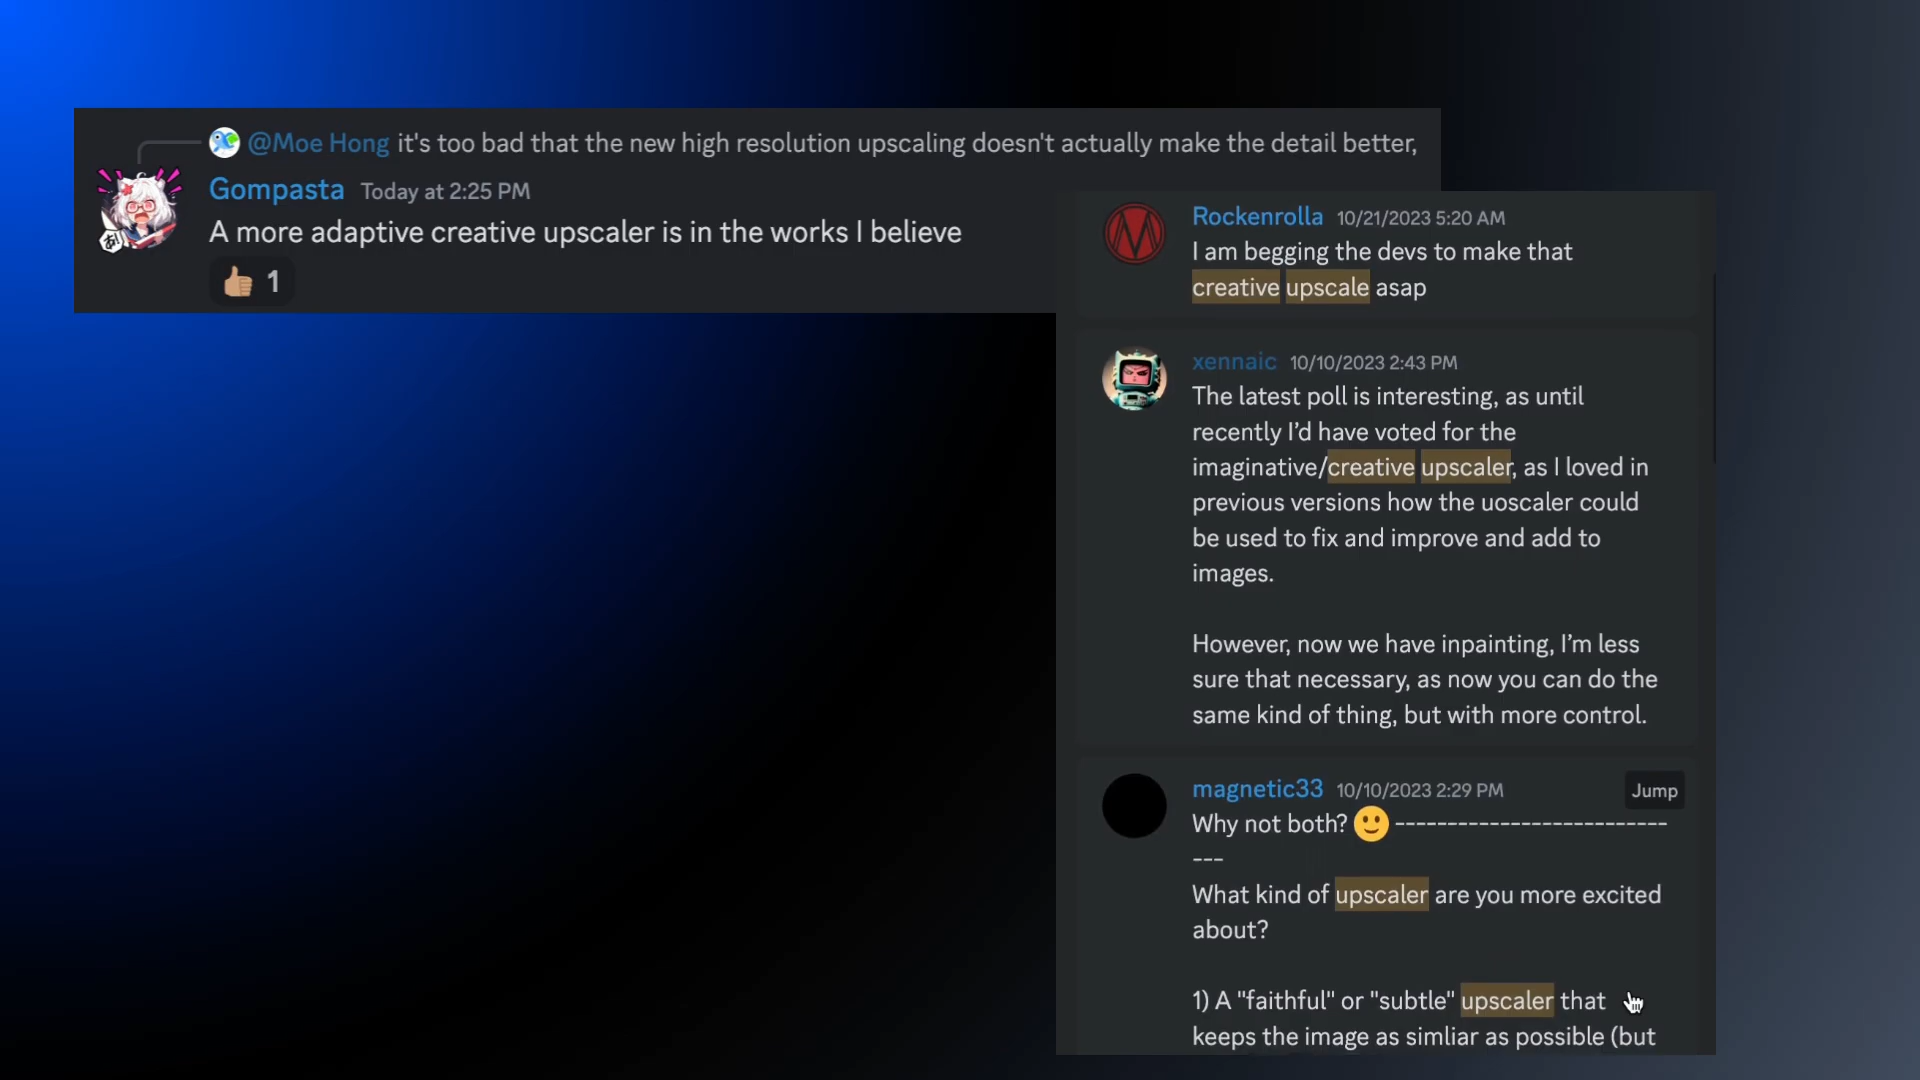 @Moe Hong it's too bad that the new high resolution upscaling doesn't actually make the detail better,
Gompasta Today at 2:25 PM
A more adaptive creative upscaler is in the works I believe
👍🏽 1
Rockenrolla 10/21/2023 5:20 AM
I am begging the devs to make that
creative upscale asap
xennaic 10/10/2023 2:43 PM
The latest poll is interesting, as until
recently I’d have voted for the
imaginative/creative upscaler, as I loved in
previous versions how the uoscaler could
be used to fix and improve and add to
images.
However, now we have inpainting, I’m less
sure that necessary, as now you can do the
same kind of thing, but with more control.
magnetic33 10/10/2023 2:29 PM
Jump
Why not both? 🙂 --------------------------
---
What kind of upscaler are you more excited
about?
1) A "faithful" or "subtle" upscaler that
keeps the image as simliar as possible (but